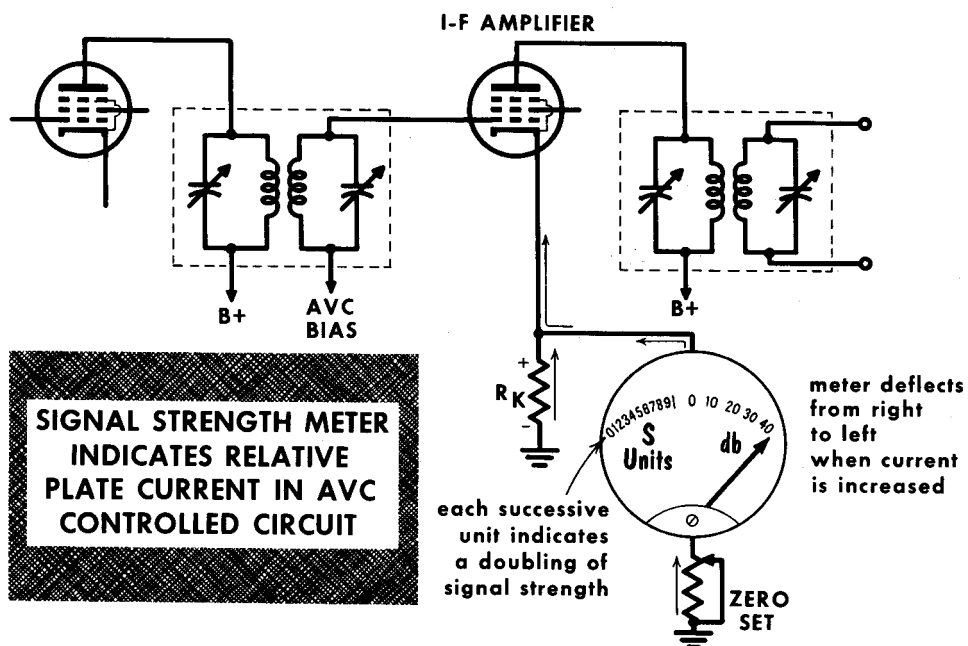 I-F AMPLIFIER
B+
AVC
BIAS
B+
+
RK
-
SIGNAL STRENGTH METER
INDICATES RELATIVE
PLATE CURRENT IN AVC
CONTROLLED CIRCUIT
0123456789 0 10 20 30 40
S
Units
db
meter deflects
from right
to left
when current
is increased
each successive
unit indicates
a doubling of
signal strength
ZERO
SET